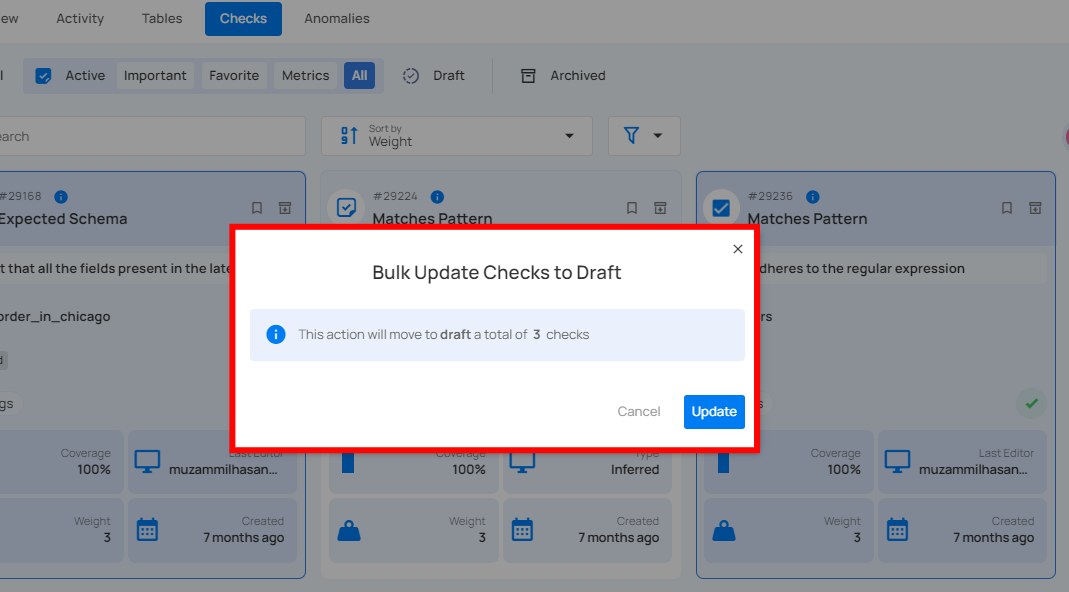 ew Activity Tables Checks Anomalies
Active Important Favorite Metrics All Draft Archived
earch
Sort by
Weight
#29168
Expected Schema
#29224
Matches Pattern
#29236
Matches Pattern
t that all the fields present in the late
dheres to the regular expression
order_in_chicago
rs
d
gs
s
Bulk Update Checks to Draft
This action will move to draft a total of 3 checks
Cancel Update
Coverage
100%
Last Editor
muzammilhasan...
Coverage
100%
Type
Inferred
Coverage
100%
Last Editor
muzammilhasan...
Weight
3
Created
7 months ago
Weight
3
Created
7 months ago
Weight
3
Created
7 months ago